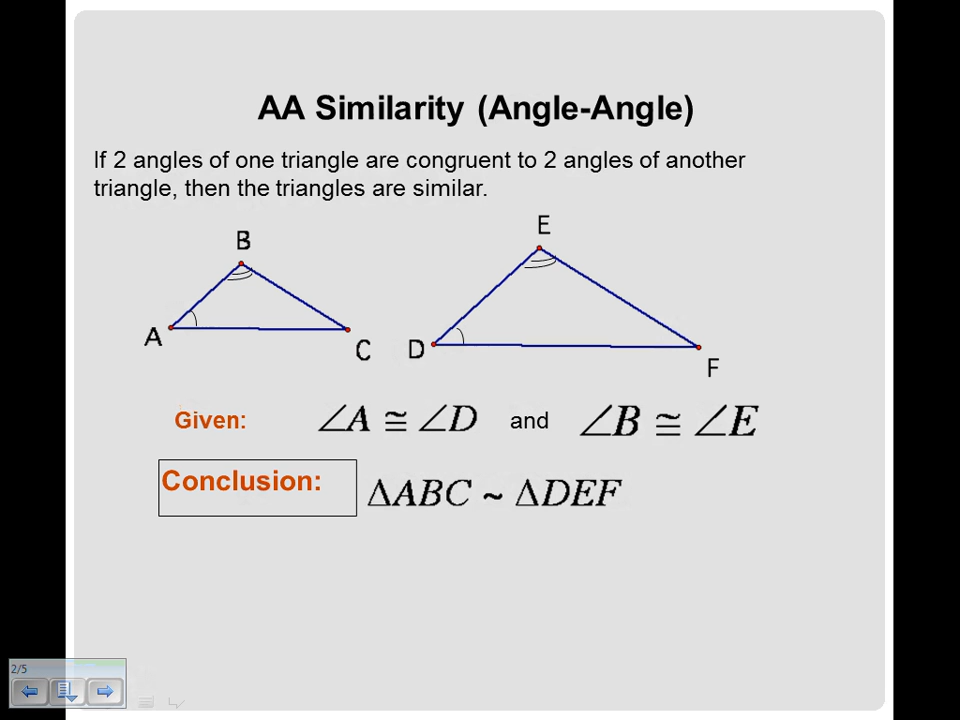 AA Similarity (Angle-Angle)
If 2 angles of one triangle are congruent to 2 angles of another
triangle, then the triangles are similar.
B
E
A
C
D
F
Given: ∠A ≅ ∠D and ∠B ≅ ∠E
Conclusion: ΔABC ~ ΔDEF
2/5